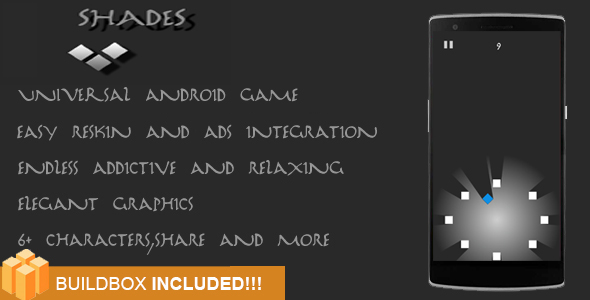 SHADES
UNIVERSAL ANDROID GAME
EASY RESKIN AND ADS INTEGRATION
ENDLESS ADDICTIVE AND RELAXING
ELEGANT GRAPHICS
6+ CHARACTERS,SHARE AND MORE
BUILDBOX INCLUDED!!!
9